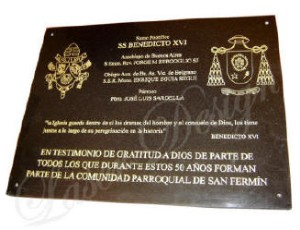 Sumo Pontífice
SS BENEDICTO XVI
Arzobispo de Buenos Aires
S. Emm. Rev. JORGE M. BERGOGLIO SJ
Obispo Aux. de Bs. As. Vic. de Belgrano
S.E.R. Mons. ENRIQUE EGUIA SEGUI
Párroco
Pbro. JOSÉ LUIS SARDELLA
"la Iglesia guarda dentro de sí los dramas del hombre y el consuelo de Dios, los tiene
juntos a lo largo de su peregrinación en la historia"
BENEDICTO XVI
EN TESTIMONIO DE GRATITUD A DIOS DE PARTE DE
TODOS LOS QUE DURANTE ESTOS 50 AÑOS FORMAN
PARTE DE LA COMUNIDAD PARROQUIAL DE SAN FERMÍN